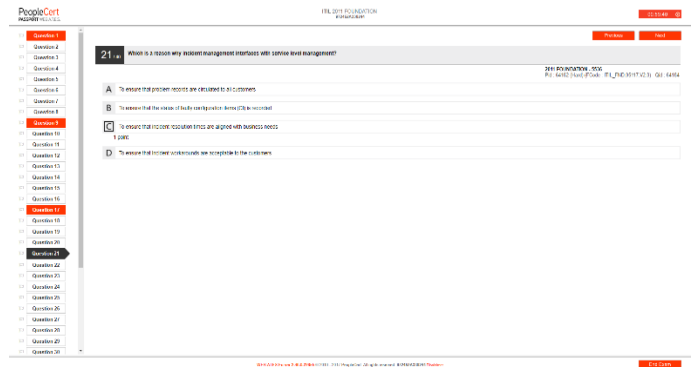 PeopleCert
ITIL 2011 FOUNDATION
Previous
Next
Question 1
Question 2
Question 3
Question 4
Question 5
Question 6
Question 7
Question 8
Question 9
Question 10
Question 11
Question 12
Question 13
Question 14
Question 15
Question 16
Question 17
Question 18
Question 19
Question 20
Question 21
Question 22
Question 23
Question 24
Question 25
Question 26
Question 27
Question 28
Question 29
Question 30
21
Which is a reason why incident management interfaces with service level management?
2011 FOUNDATION
A To ensure that problem records are circulated to all customers
B To ensure that the status of faulty configuration items (CI) is recorded
C To ensure that incident resolution times are aligned with business needs
1 point
D To ensure that incident workarounds are acceptable to the customers
End Exam